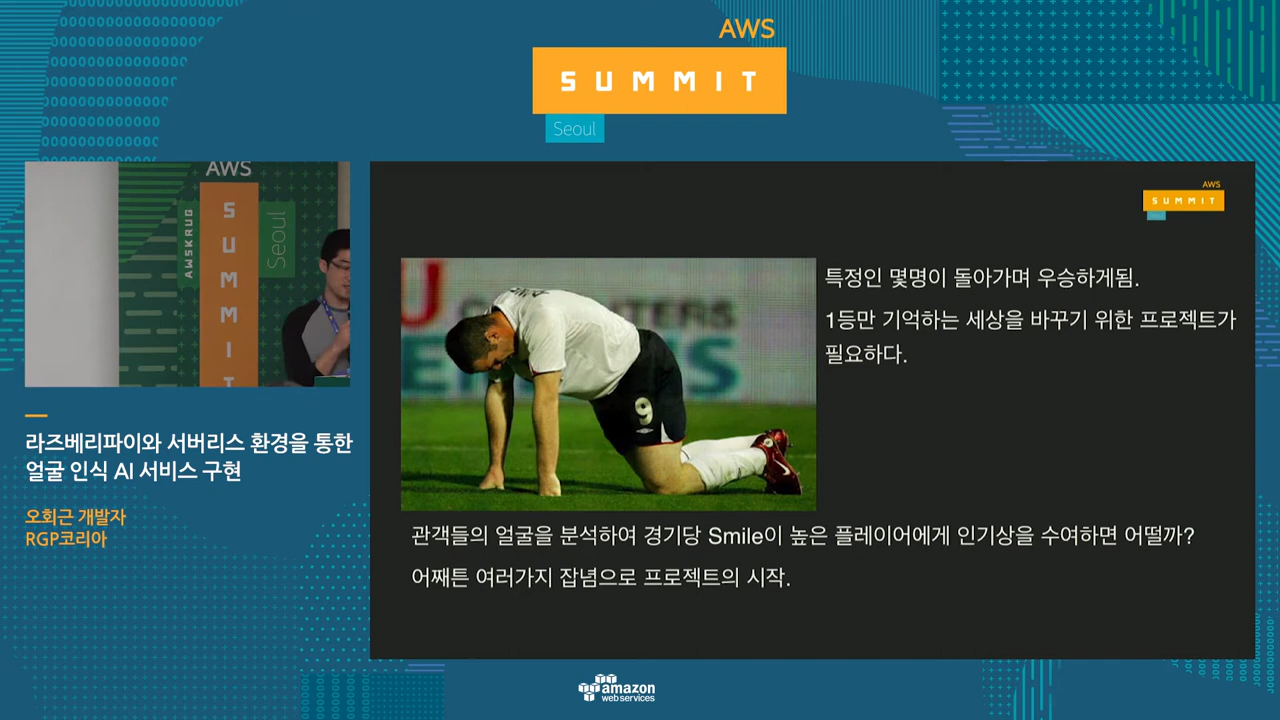 AWS
SUMMIT
Seoul
AWS
AWSKRUG
SUMMIT
Seoul
라즈베리파이와 서버리스 환경을 통한
얼굴 인식 AI 서비스 구현
오회근 개발자
RGP코리아
AWS
SUMMIT
특정인 몇명이 돌아가며 우승하게됨.
1등만 기억하는 세상을 바꾸기 위한 프로젝트가
필요하다.
9
관객들의 얼굴을 분석하여 경기당 Smile이 높은 플레이어에게 인기상을 수여하면 어떨까?
어째튼 여러가지 잡념으로 프로젝트의 시작.
amazon
web services